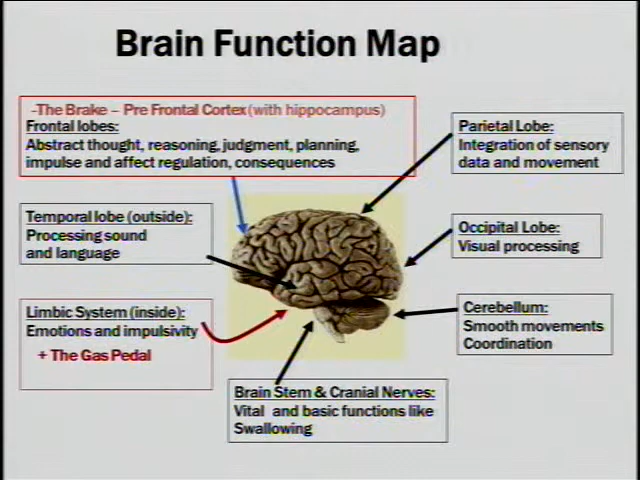 Brain Function Map
-The Brake – Pre Frontal Cortex (with hippocampus)
Frontal lobes:
Abstract thought, reasoning, judgment, planning,
impulse and affect regulation, consequences
Parietal Lobe:
Integration of sensory
data and movement
Temporal lobe (outside):
Processing sound
and language
Occipital Lobe:
Visual processing
Limbic System (inside):
Emotions and impulsivity
+ The Gas Pedal
Cerebellum:
Smooth movements
Coordination
Brain Stem & Cranial Nerves:
Vital and basic functions like
Swallowing